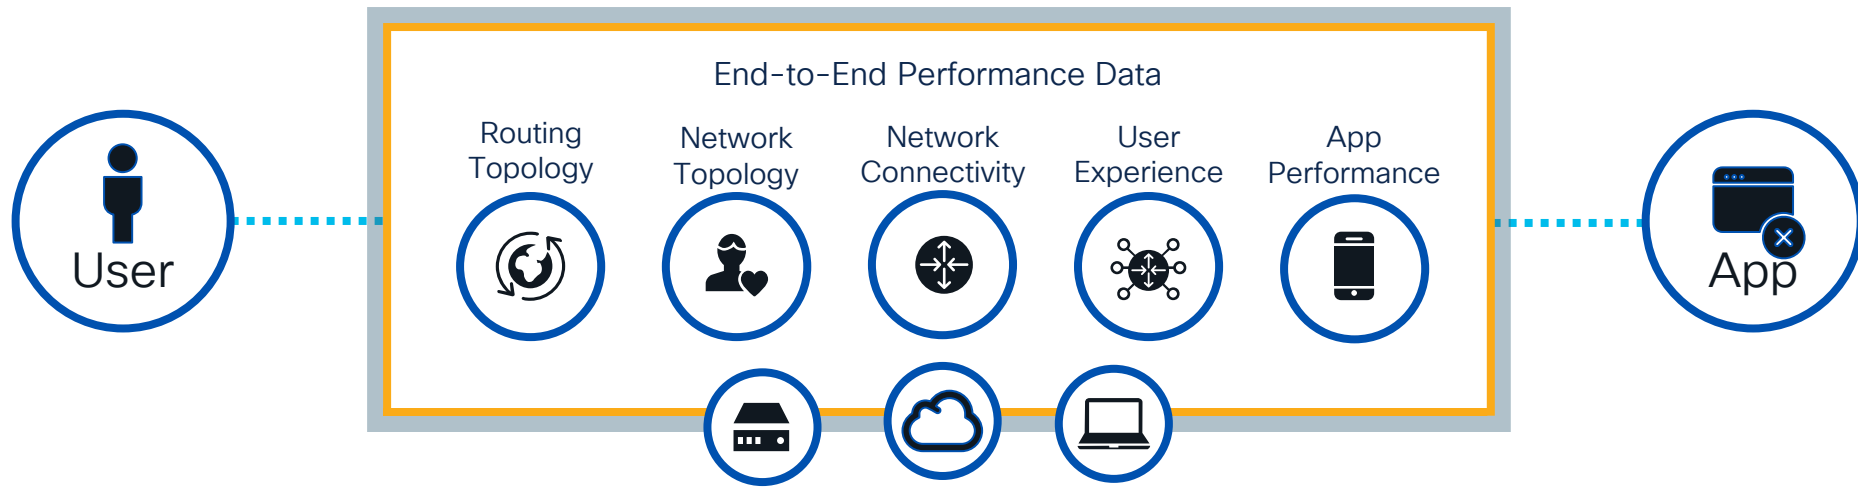 End-to-End Performance Data
Routing
Topology
Network
Topology
Network
Connectivity
User
Experience
App
Performance
User
App